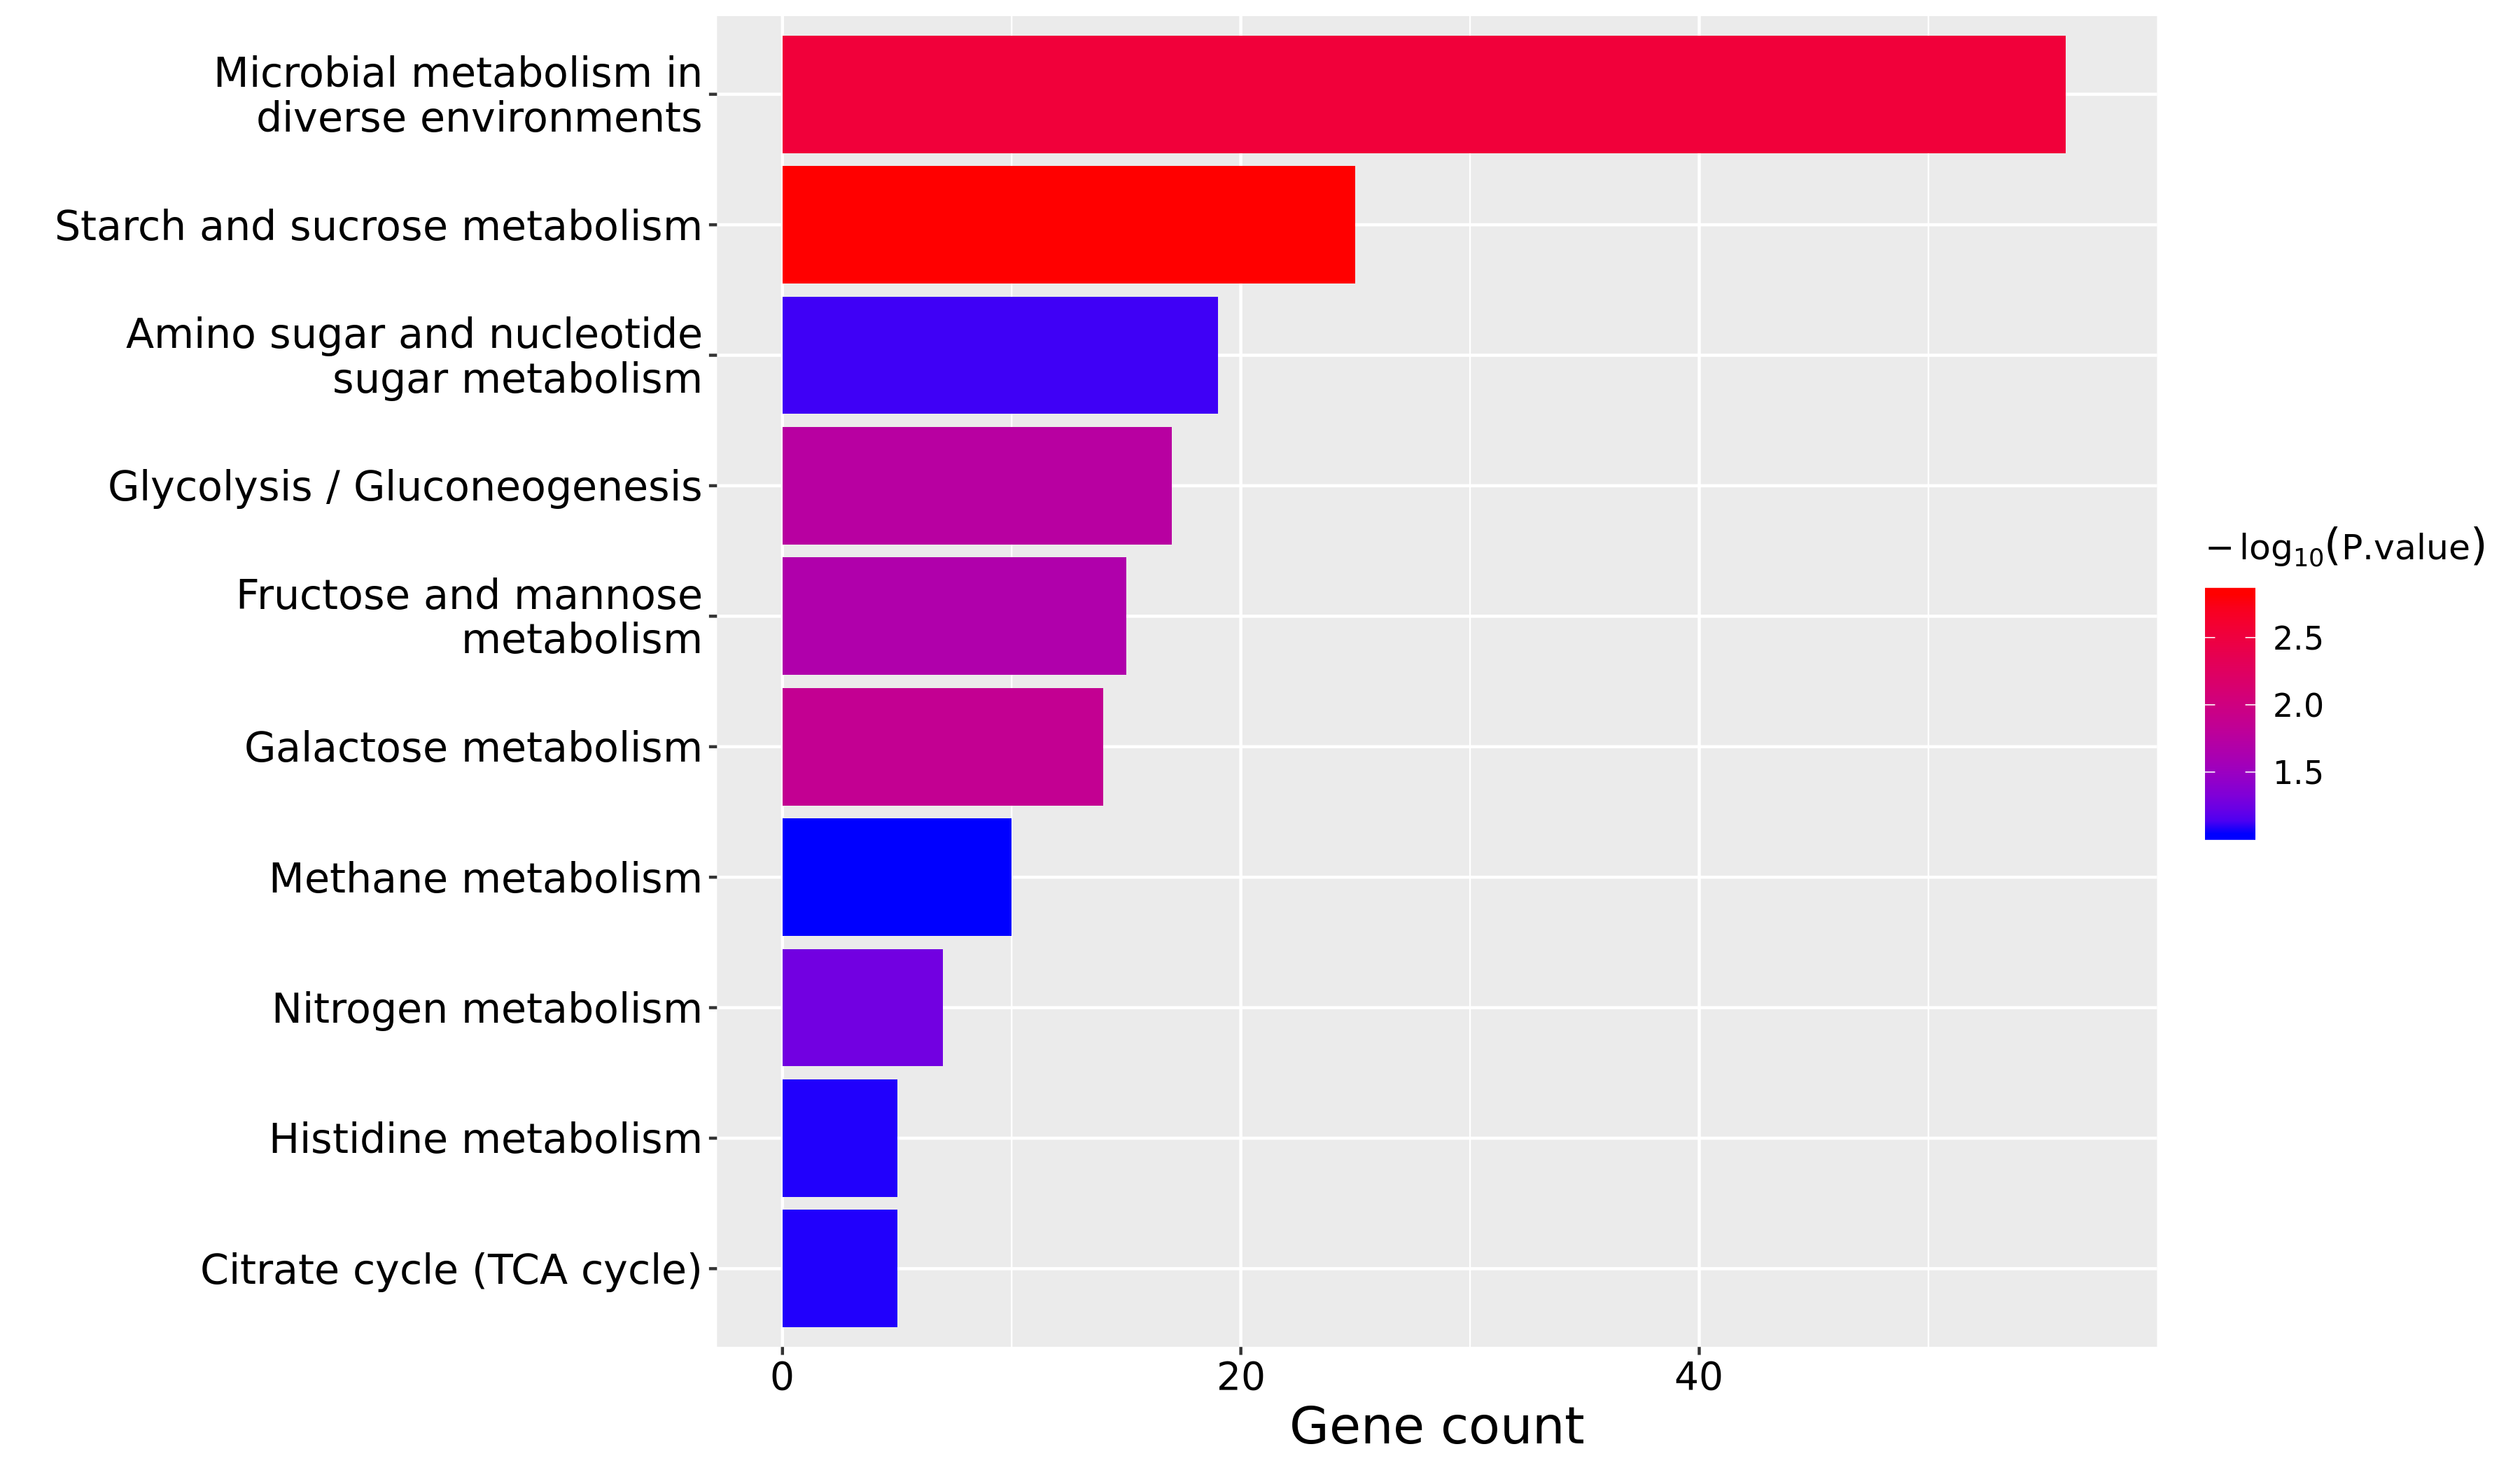 Microbial metabolism in
diverse environments
Starch and sucrose metabolism
Amino sugar and nucleotide
sugar metabolism
Glycolysis / Gluconeogenesis
Fructose and mannose
metabolism
Galactose metabolism
Methane metabolism
Nitrogen metabolism
Histidine metabolism
Citrate cycle (TCA cycle)
0 20 40
Gene count
− log₁₀(P.value)
2.5
2.0
1.5